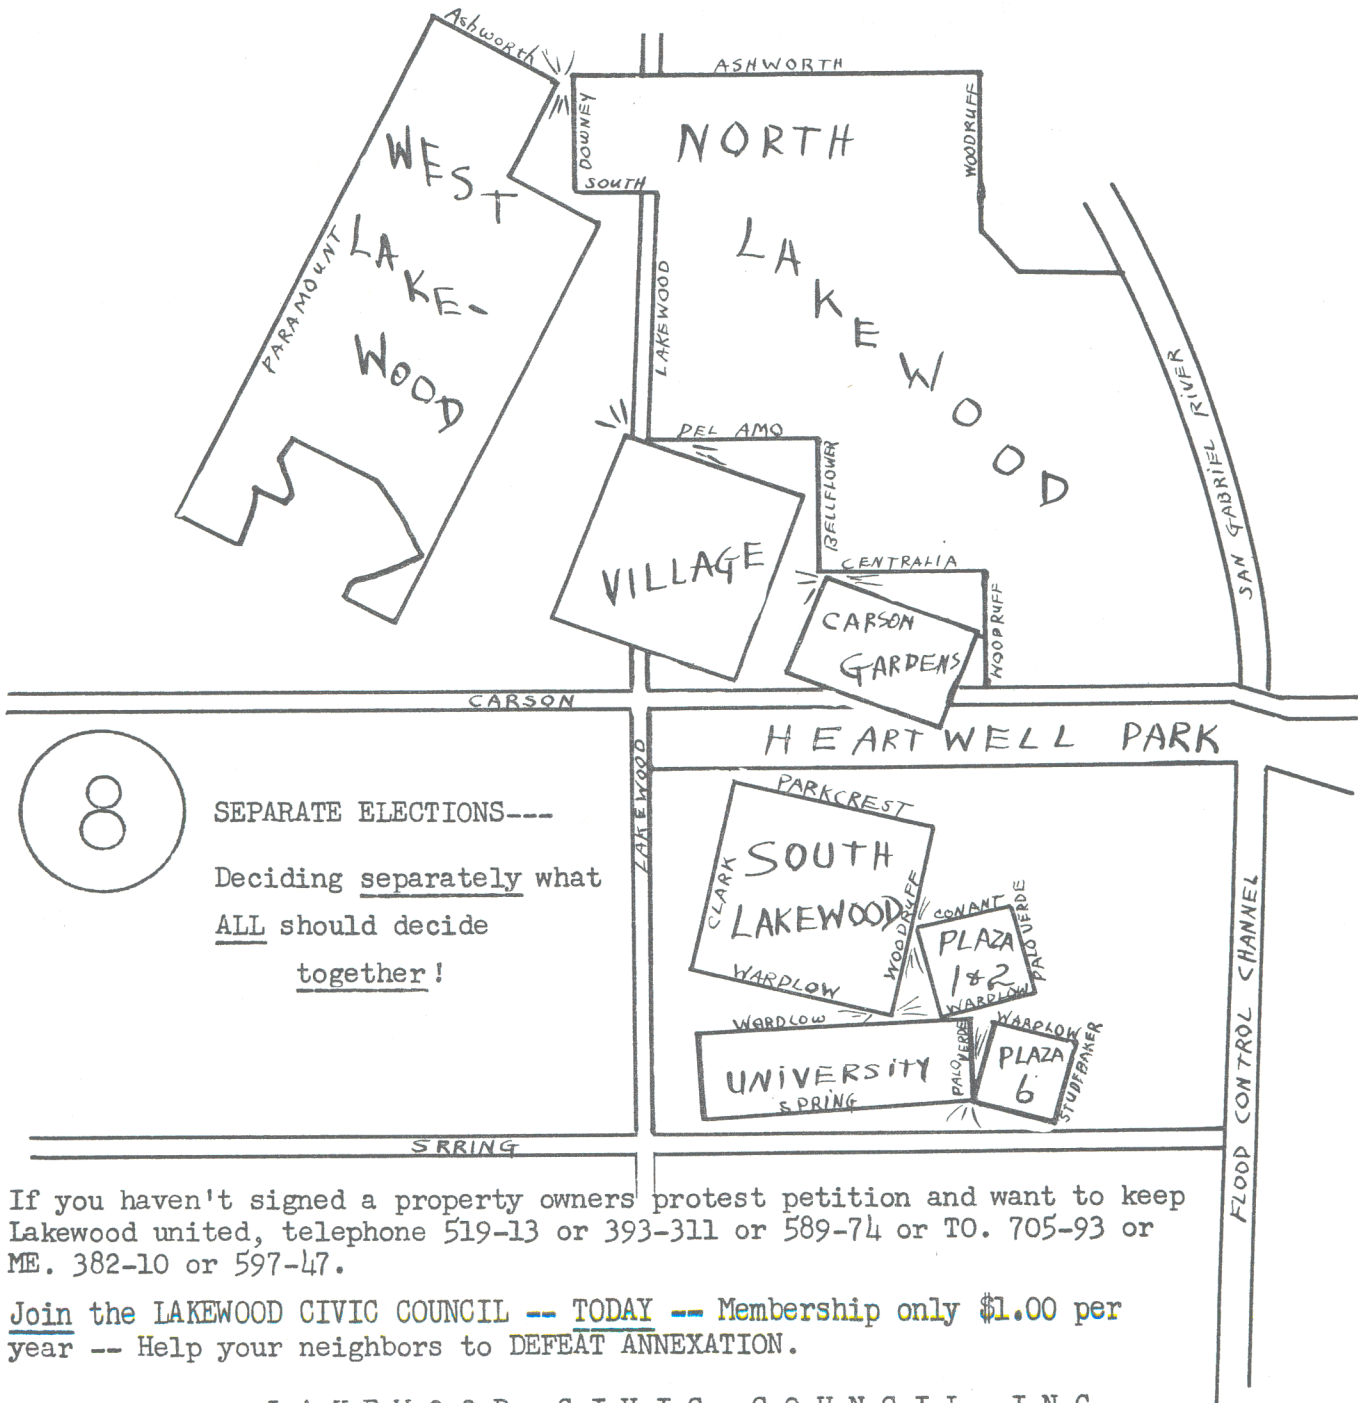 Ashworth
ASHWORTH
DOWNEY
WOODRUFF
NORTH
WEST
SOUTH
LAKE-
WOOD
PARAMOUNT
LAKEWOOD
LAKEWOOD
SAN GABRIEL RIVER
DEL AMO
BELLFLOWER
VILLAGE
CENTRALIA
CARSON
GARDENS
WOODRUFF
CARSON
HEARTWELL PARK
LAKEWOOD
8
SEPARATE ELECTIONS---
Deciding separately what
ALL should decide
together!
PARKCREST
CLARK
SOUTH
LAKEWOOD
WOODRUFF
WARDLOW
CONANT
PLAZA
1&2
PALO VERDE
WARDLOW
WARDLOW
UNIVERSITY
SPRING
PALO VERDE
WARDLOW
PLAZA
6
STUDEBAKER
FLOOD CONTROL CHANNEL
SRRING
If you haven't signed a property owners protest petition and want to keep
Lakewood united, telephone 519-13 or 393-311 or 589-74 or TO. 705-93 or
ME. 382-10 or 597-47.
Join the LAKEWOOD CIVIC COUNCIL -- TODAY -- Membership only $1.00 per
year -- Help your neighbors to DEFEAT ANNEXATION.
LAKEWOOD CIVIC COUNCIL INC